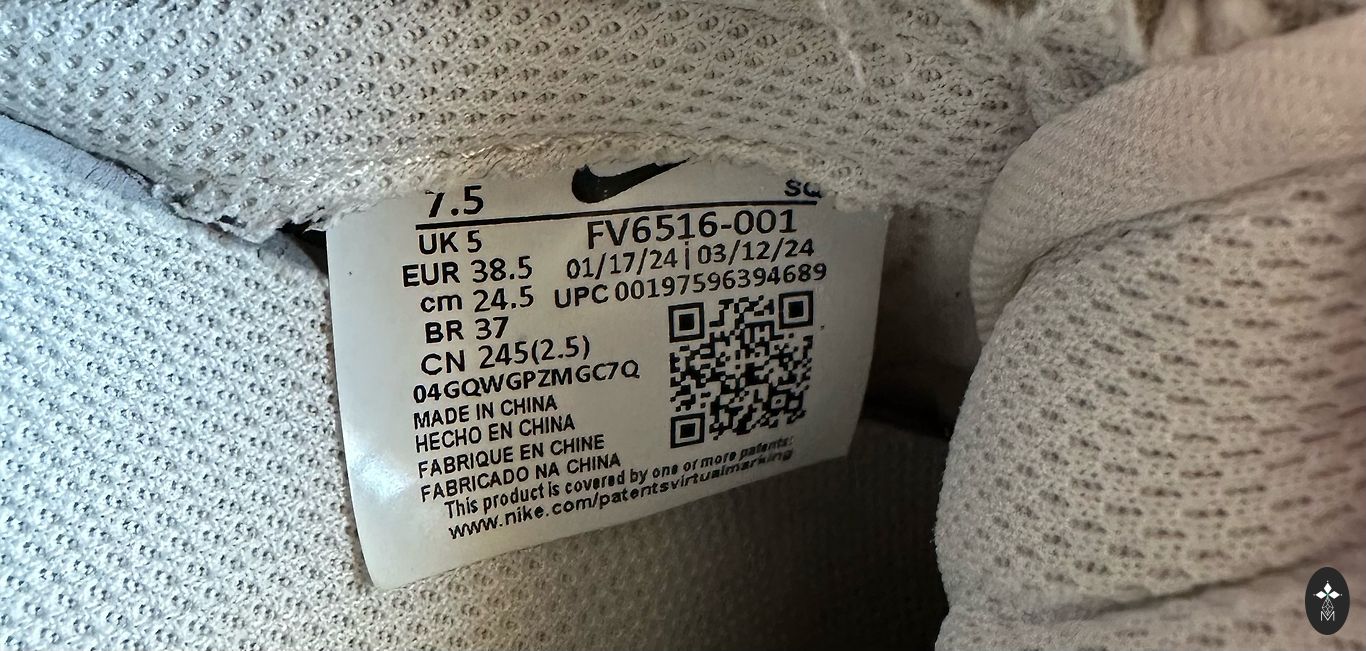 7.5 SQ
UK 5 FV6516-001
EUR 38.5 01/17/24 | 03/12/24
cm 24.5 UPC 00197596394689
BR 37
CN 245(2.5)
04GQWGPZMGC7Q
MADE IN CHINA
HECHO EN CHINA
FABRIQUE EN CHINE
FABRICADO NA CHINA
This product is covered by one or more patents:
www.nike.com/patentsvirtualmarking
M